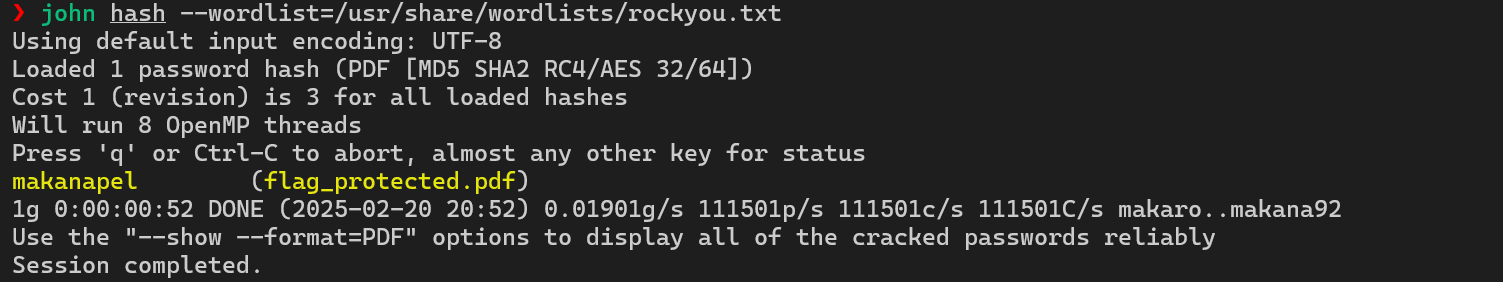 ❯ john hash --wordlist=/usr/share/wordlists/rockyou.txt
Using default input encoding: UTF-8
Loaded 1 password hash (PDF [MD5 SHA2 RC4/AES 32/64])
Cost 1 (revision) is 3 for all loaded hashes
Will run 8 OpenMP threads
Press 'q' or Ctrl-C to abort, almost any other key for status
makanapel        (flag_protected.pdf)
1g 0:00:00:52 DONE (2025-02-20 20:52) 0.01901g/s 111501p/s 111501c/s 111501C/s makaro..makana92
Use the "--show --format=PDF" options to display all of the cracked passwords reliably
Session completed.